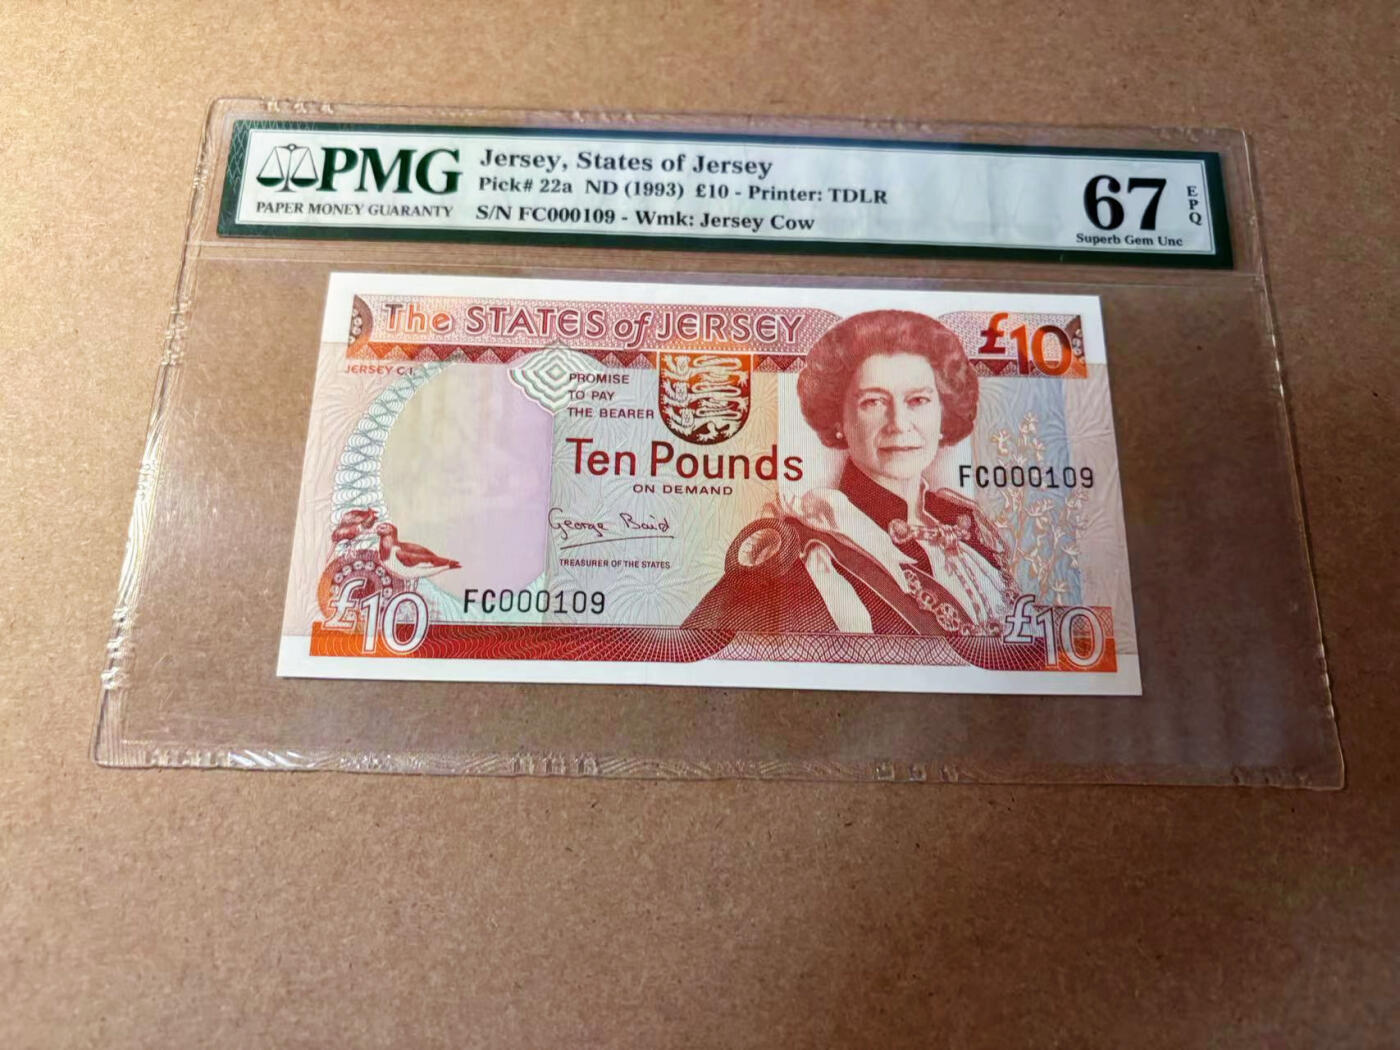 PMG
PAPER MONEY GUARANTY
Jersey, States of Jersey
Pick# 22a ND (1993) £10 - Printer: TDLR
S/N FC000109 - Wmk: Jersey Cow
67
EPQ
Superb Gem Unc
The STATES of JERSEY
£10
JERSEY C.I.
PROMISE
TO PAY
THE BEARER
Ten Pounds
ON DEMAND
FC000109
George Baird
TREASURER OF THE STATES
£10
FC000109
£10